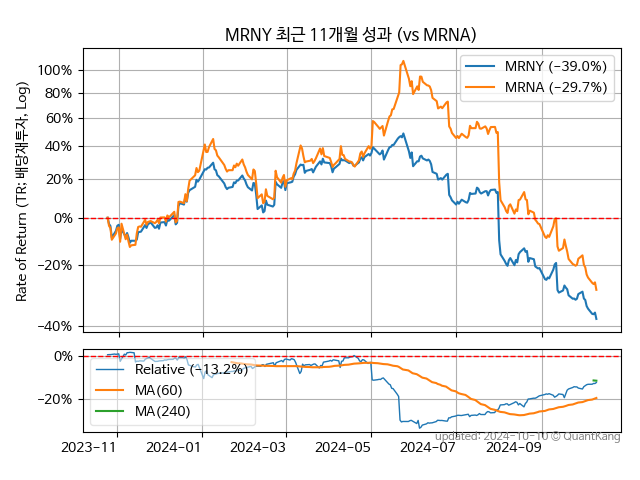 MRNY 최근 11개월 성과 (vs MRNA)
Rate of Return (TR: 배당재투자, Log)
100%
80%
60%
40%
20%
0%
−20%
−40%
MRNY (−39.0%)
MRNA (−29.7%)
0%
−20%
Relative (−13.2%)
MA(60)
MA(240)
updated: 2024-10-10 © QuantKang
2023-11
2024-01
2024-03
2024-05
2024-07
2024-09